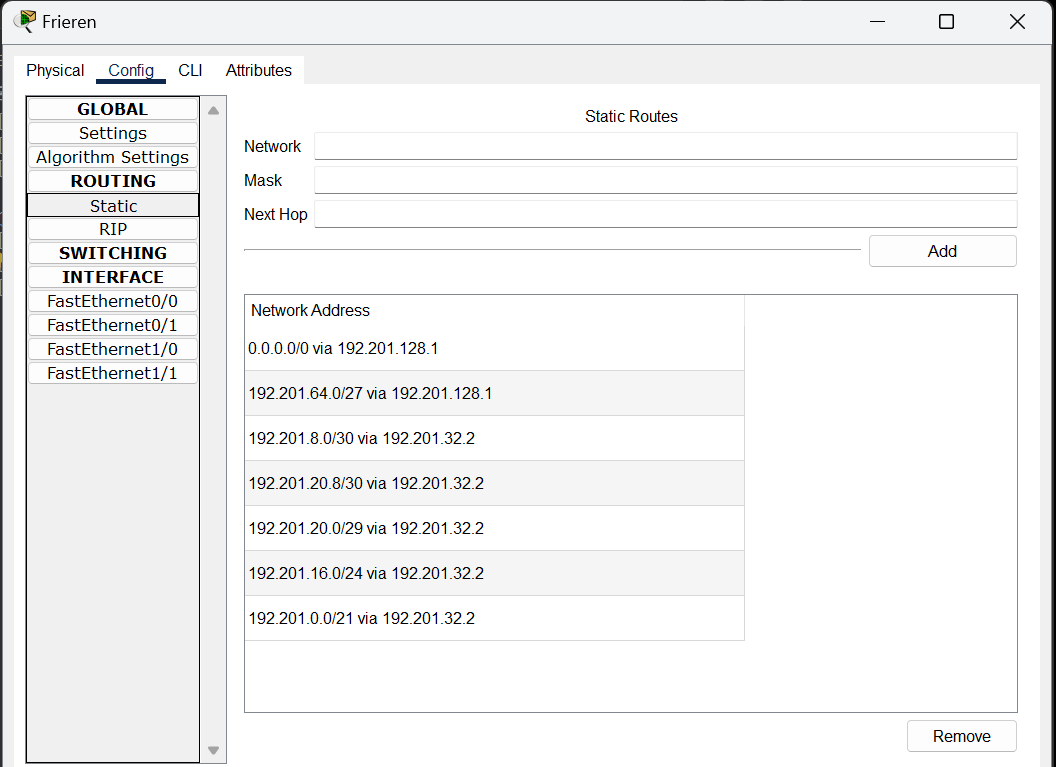 Frieren
Physical Config CLI Attributes
GLOBAL
Settings
Algorithm Settings
ROUTING
Static
RIP
SWITCHING
INTERFACE
FastEthernet0/0
FastEthernet0/1
FastEthernet1/0
FastEthernet1/1
Static Routes
Network
Mask
Next Hop
Add
Network Address
0.0.0.0/0 via 192.201.128.1
192.201.64.0/27 via 192.201.128.1
192.201.8.0/30 via 192.201.32.2
192.201.20.8/30 via 192.201.32.2
192.201.20.0/29 via 192.201.32.2
192.201.16.0/24 via 192.201.32.2
192.201.0.0/21 via 192.201.32.2
Remove